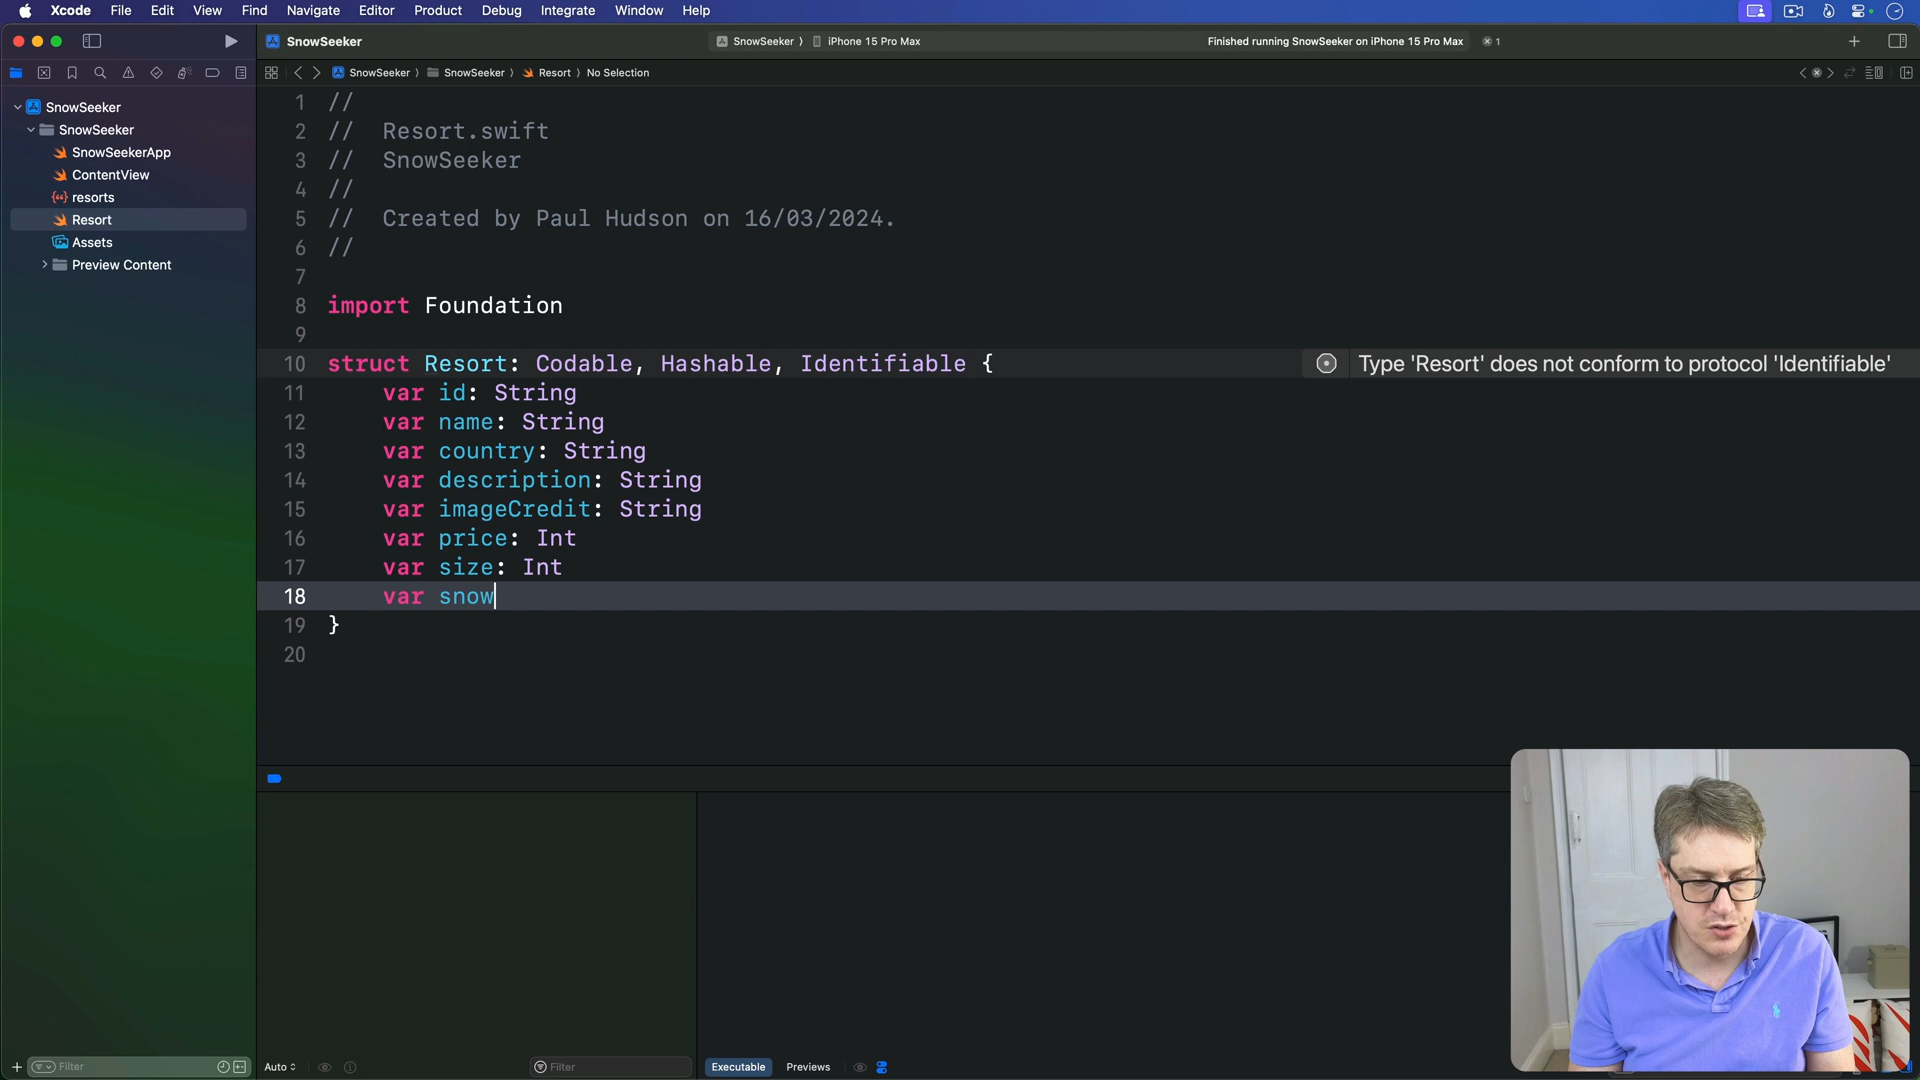 Xcode File Edit View Find Navigate Editor Product Debug Integrate Window Help
SnowSeeker
SnowSeeker iPhone 15 Pro Max
Finished running SnowSeeker on iPhone 15 Pro Max
1
SnowSeeker SnowSeeker Resort No Selection
SnowSeeker
SnowSeeker
SnowSeekerApp
ContentView
resorts
Resort
Assets
Preview Content
1 //
2 //  Resort.swift
3 //  SnowSeeker
4 //
5 //  Created by Paul Hudson on 16/03/2024.
6 //
7
8 import Foundation
9
10 struct Resort: Codable, Hashable, Identifiable {
Type 'Resort' does not conform to protocol 'Identifiable'
11     var id: String
12     var name: String
13     var country: String
14     var description: String
15     var imageCredit: String
16     var price: Int
17     var size: Int
18     var snow
19 }
20
Filter
Auto
Filter
Executable Previews